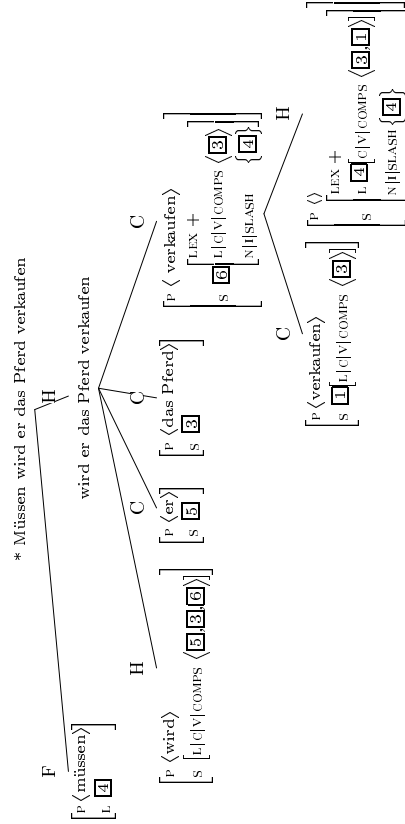 * Müssen wird er das Pferd verkaufen
F H
P ⟨müssen⟩
L [4]
wird er das Pferd verkaufen
H C C C
P ⟨wird⟩
S [L|C|V|COMPS ⟨[5],[3],[6]⟩]
P ⟨er⟩
S [5]
P ⟨das Pferd⟩
S [3]
P ⟨ verkaufen⟩
LEX +
S [6] L|C|V|COMPS ⟨[3]⟩
N|I|SLASH {[4]}
C H
P ⟨verkaufen⟩
S [1] [L|C|V|COMPS ⟨[3]⟩]
P ⟨⟩
LEX +
S L [4] [C|V|COMPS ⟨[3],[1]⟩]
N|I|SLASH {[4]}